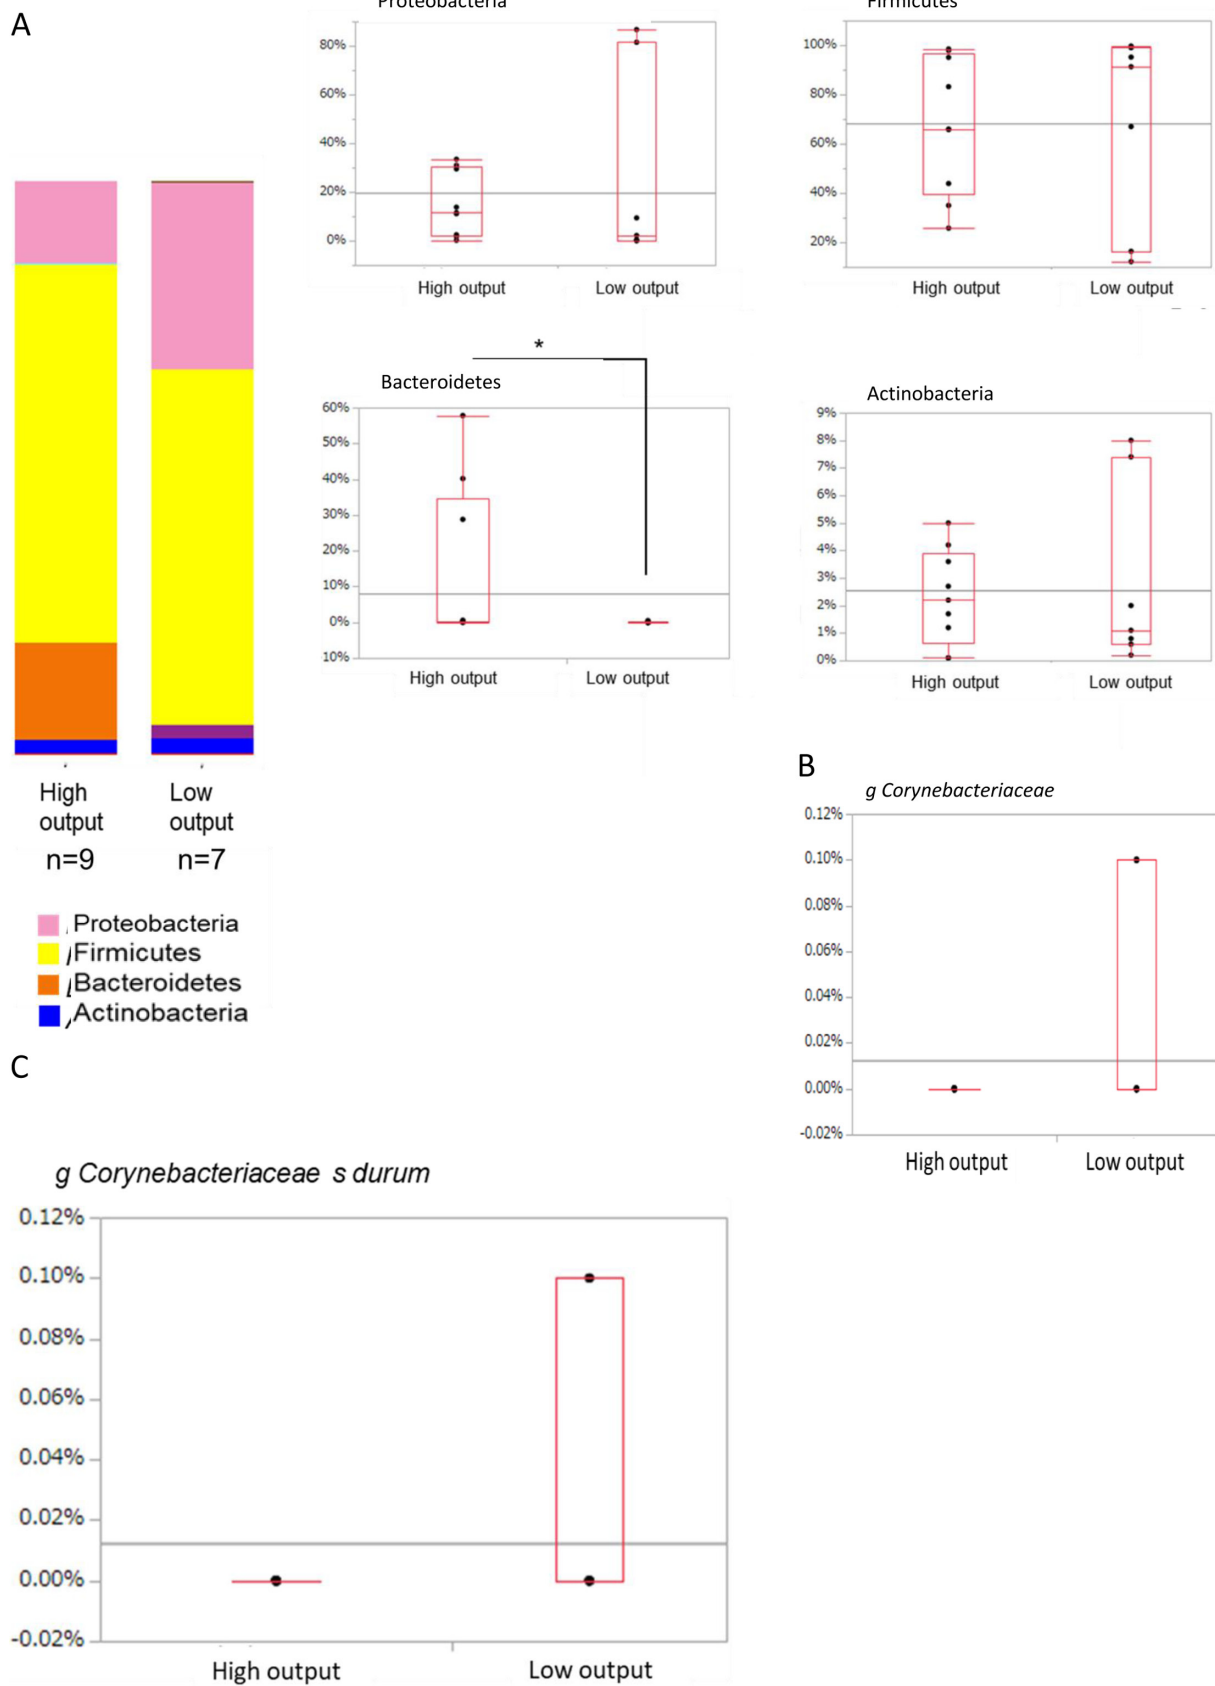 A
Proteobacteria
80%
60%
40%
20%
0%
High output
Low output
Firmicutes
100%
80%
60%
40%
20%
High output
Low output
*
Bacteroidetes
60%
50%
40%
30%
20%
10%
0%
10%
High output
Low output
Actinobacteria
9%
8%
7%
6%
5%
4%
3%
2%
1%
0%
High output
Low output
High
output
n=9
Low
output
n=7
Proteobacteria
Firmicutes
Bacteroidetes
Actinobacteria
B
g Corynebacteriaceae
0.12%
0.10%
0.08%
0.06%
0.04%
0.02%
0.00%
-0.02%
High output
Low output
C
g Corynebacteriaceae s durum
0.12%
0.10%
0.08%
0.06%
0.04%
0.02%
0.00%
-0.02%
High output
Low output